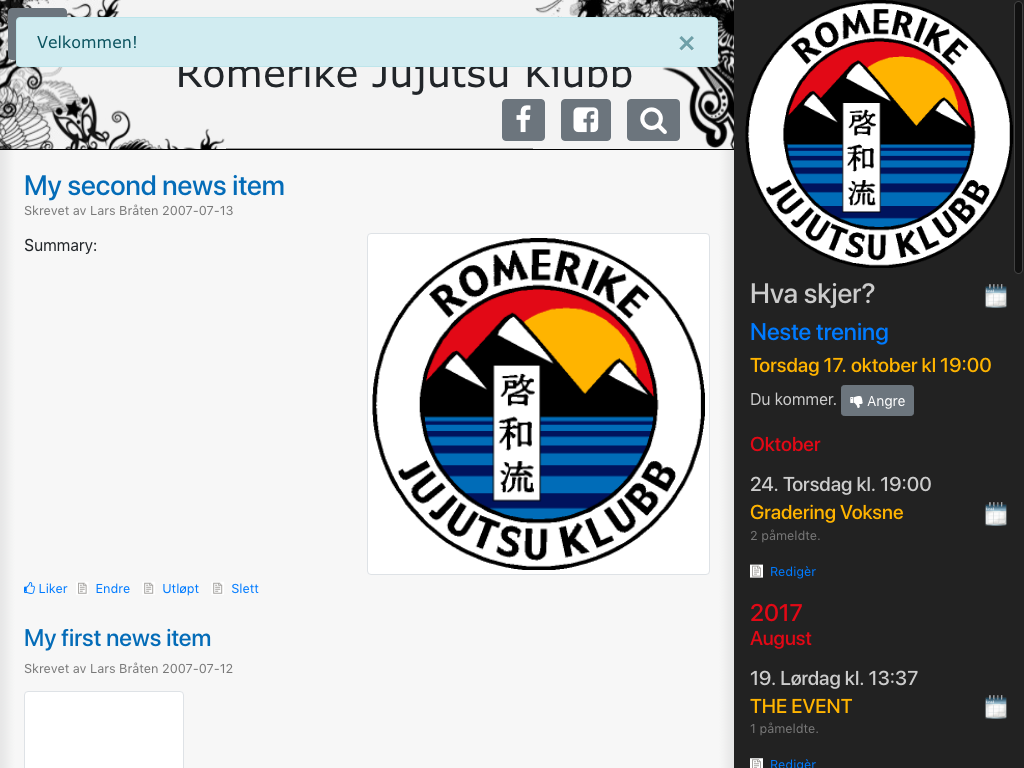 Velkommen!
×
Romerike Jujutsu Klubb
My second news item
Skrevet av Lars Bråten 2007-07-13
Summary:
ROMERIKE
啓和流
JUJUTSU KLUBB
Liker Endre Utløpt Slett
My first news item
Skrevet av Lars Bråten 2007-07-12
ROMERIKE
啓和流
JUJUTSU KLUBB
Hva skjer?
Neste trening
Torsdag 17. oktober kl 19:00
Du kommer. Angre
Oktober
24. Torsdag kl. 19:00
Gradering Voksne
2 påmeldte.
Redigèr
2017
August
19. Lørdag kl. 13:37
THE EVENT
1 påmeldte.
Redigèr